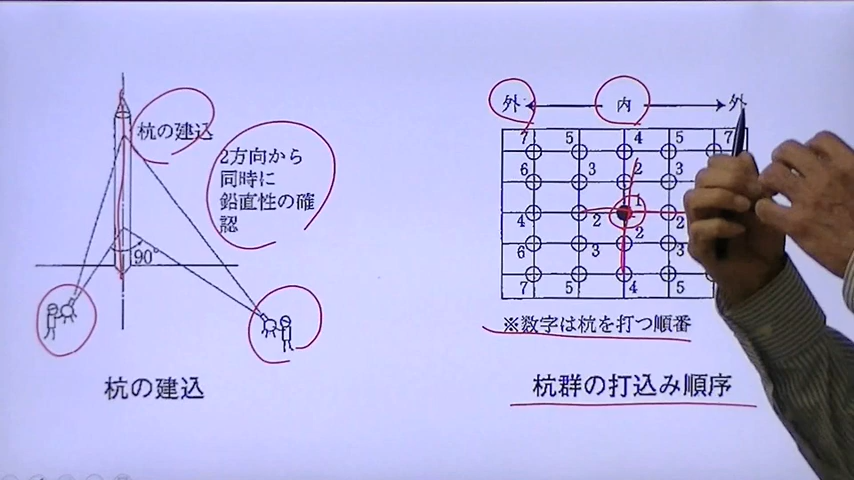 杭の建込
2方向から
同時に
鉛直性の確
認
90°
杭の建込
外 内 外
7 5 4 5 7
6 3 2 3
1
4 2 2
2
6 3 3
7 5 4 5
※数字は杭を打つ順番
杭群の打込み順序